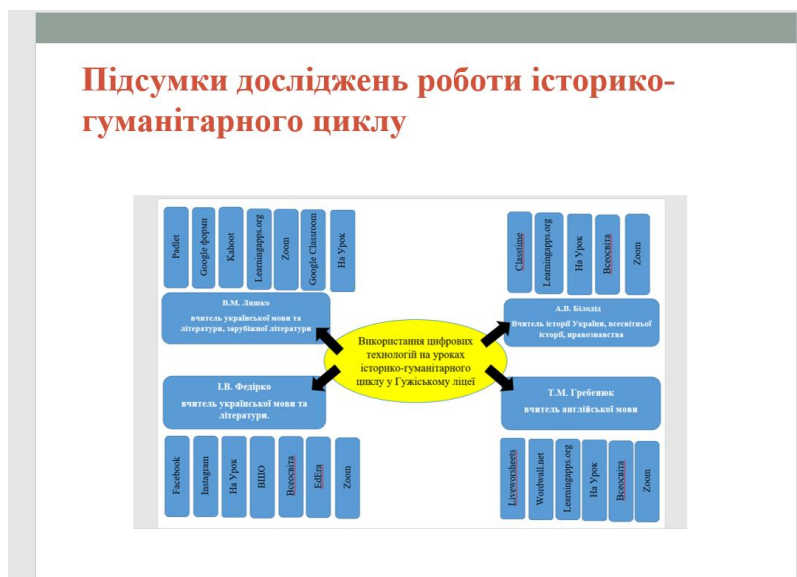 Підсумки досліджень роботи історико-
гуманітарного циклу
Padlet
Google форми
Kahoot
Learningapps.org
Zoom
Google Classroom
На Урок
В.М. Ляшко
вчитель української мови та
літератури, зарубіжної література
Classtime
Learningapps.org
На Урок
Всеосвіта
Zoom
А.В. Білодід
Вчитель історії України, всесвітньої
історії, правознавства
Використання цифрових
технологій на уроках
історико-гуманітарного
циклу у Гужіському ліцеї
І.В. Федірко
вчитель української мови та
літератури.
Facebook
Instagram
На Урок
ВШО
Всеосвіта
EdEra
Zoom
Т.М. Гребенюк
вчитель англійської мови
Liveworsheets
Wordwall.net
Learningapps.org
На Урок
Всеосвіта
Zoom